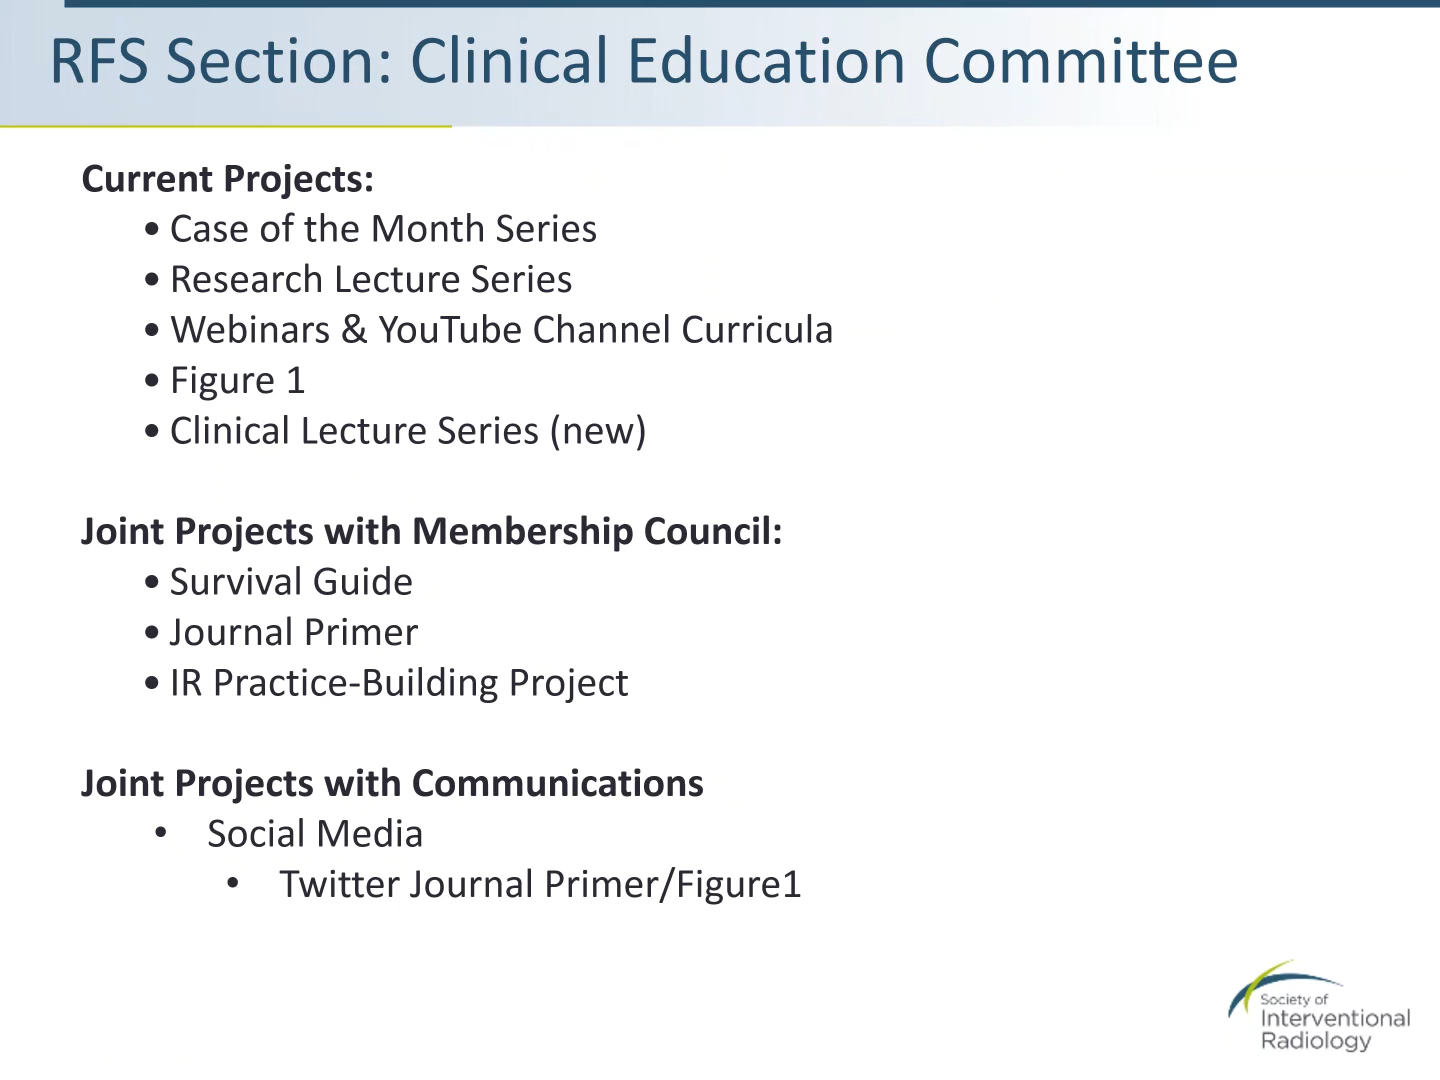 RFS Section: Clinical Education Committee
Current Projects:
• Case of the Month Series
• Research Lecture Series
• Webinars & YouTube Channel Curricula
• Figure 1
• Clinical Lecture Series (new)
Joint Projects with Membership Council:
• Survival Guide
• Journal Primer
• IR Practice-Building Project
Joint Projects with Communications
• Social Media
• Twitter Journal Primer/Figure1
Society of
Interventional
Radiology